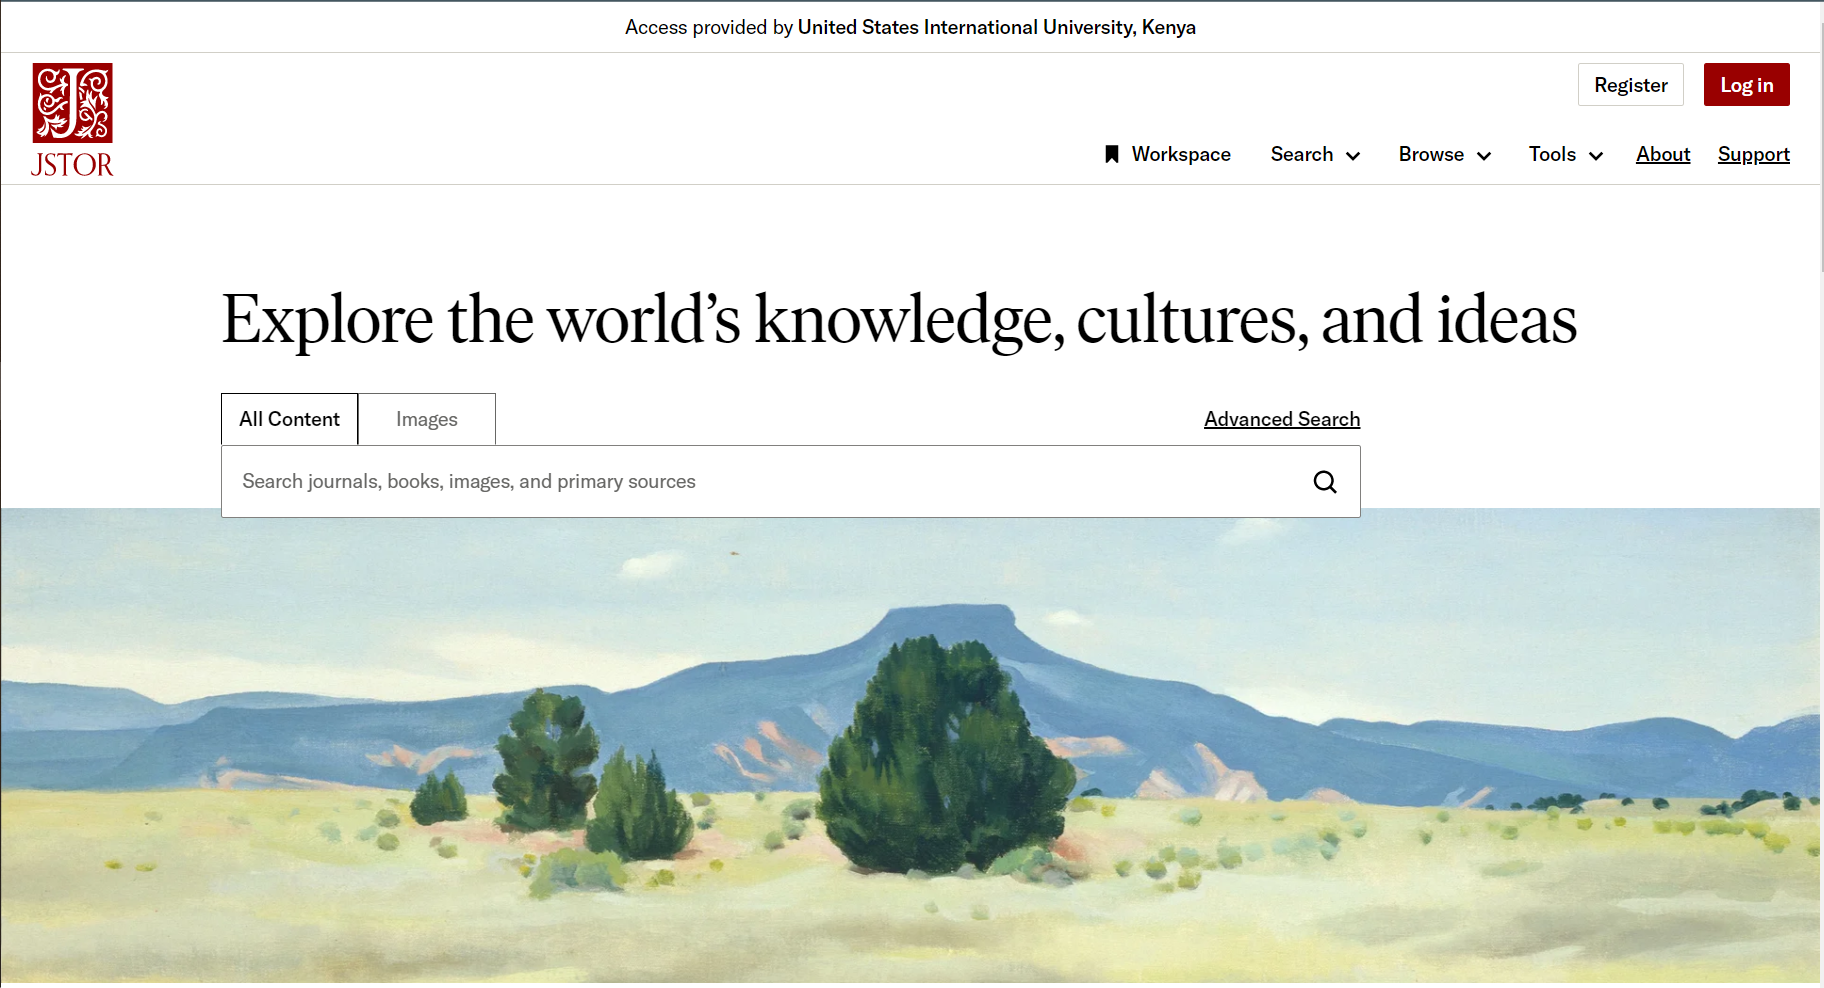 Access provided by United States International University, Kenya
JSTOR
Register
Log in
Workspace
Search
Browse
Tools
About
Support
Explore the world’s knowledge, cultures, and ideas
All Content
Images
Advanced Search
Search journals, books, images, and primary sources